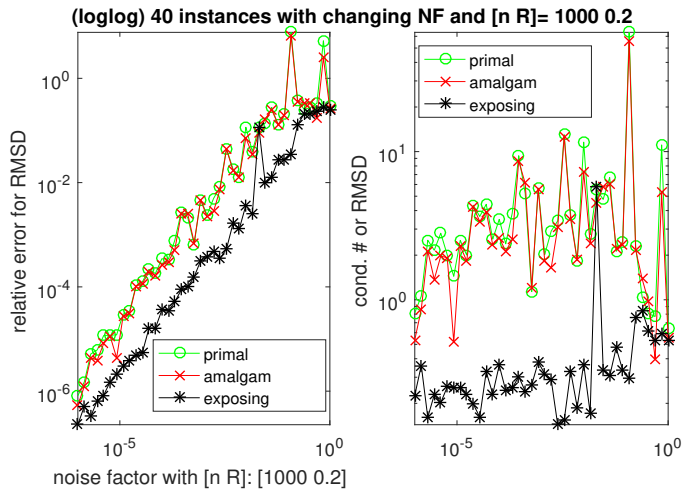 (loglog) 40 instances with changing NF and [n R]= 1000 0.2
relative error for RMSD
10^0
10^-2
10^-4
10^-6
primal
amalgam
exposing
10^-5
10^0
noise factor with [n R]: [1000 0.2]
cond. # or RMSD
10^1
10^0
primal
amalgam
exposing
10^-5
10^0